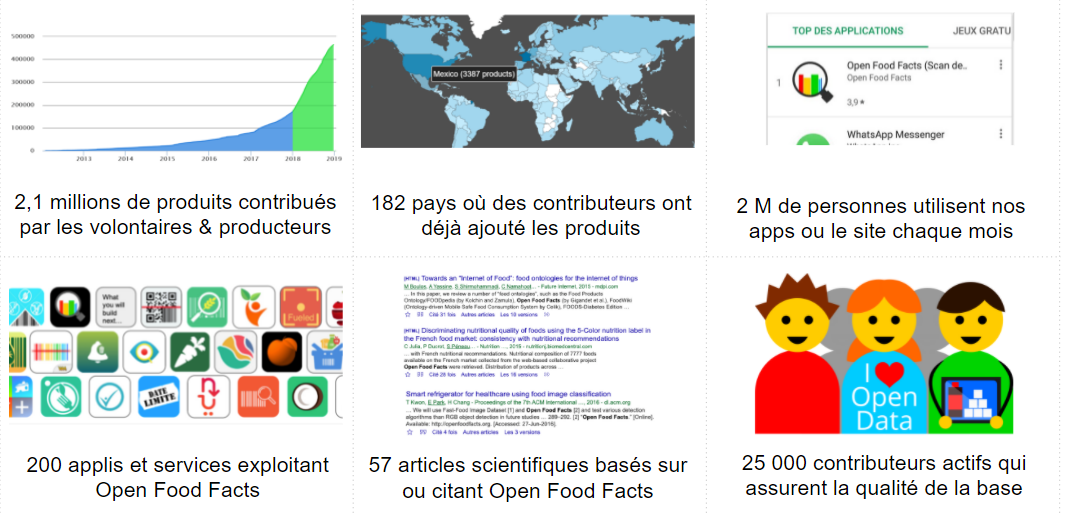 500000
400000
300000
200000
100000
0
2013
2014
2015
2016
2017
2018
2019
2,1 millions de produits contribués
par les volontaires & producteurs
Mexico (3387 products)
182 pays où des contributeurs ont
déjà ajouté les produits
TOP DES APPLICATIONS
JEUX GRATU
1
Open Food Facts (Scan de..
Open Food Facts
3,9 ★
WhatsApp Messenger
2 M de personnes utilisent nos
apps ou le site chaque mois
What
you will
build
next...
Fueled
DATE
LIMITE
200 applis et services exploitant
Open Food Facts
[HTML] Towards an "Internet of Food": food ontologies for the internet of things
M Boulos, A Yassine, S Shirmohammadi, C Namahoot... - Future internet, 2015 - mdpi.com
... In this paper, we review a number of "food ontologies", such as the Food Products
Ontology/FOODpedia (by Kolchin and Zamula), Open Food Facts (by Gigandet et al.), FoodWiki
(Ontology-driven Mobile Safe Food Consumption System by Celik), FOODS-Diabetes Edition ...
Cité 31 fois Autres articles Les 10 versions
[HTML] Discriminating nutritional quality of foods using the 5-Color nutrition label in
the French food market: consistency with nutritional recommendations
C Julia, P Ducrot, S Péneau... - Nutrition ..., 2015 - nutritionj.biomedcentral.com
... with French nutritional recommendations. Nutritional composition of 7777 foods
available on the French market collected from the web-based collaborative project
Open Food Facts were retrieved. Distribution of products across ...
Cité 28 fois Autres articles Les 18 versions
Smart refrigerator for healthcare using food image classification
T Kwon, E Park, H Chang - Proceedings of the 7th ACM International ..., 2016 - dl.acm.org
... We will use Fast-Food Image Dataset [1] and Open Food Facts [2] and test various detection
algorithms than RGB object detection in future studies ... 289–292. [2] "Open Food Facts." [Online].
Available: http://openfoodfacts.org, [Accessed: 27-Jun-2016].
Cité 4 fois Autres articles Les 3 versions
57 articles scientifiques basés sur
ou citant Open Food Facts
I
Open
Data
25 000 contributeurs actifs qui
assurent la qualité de la base